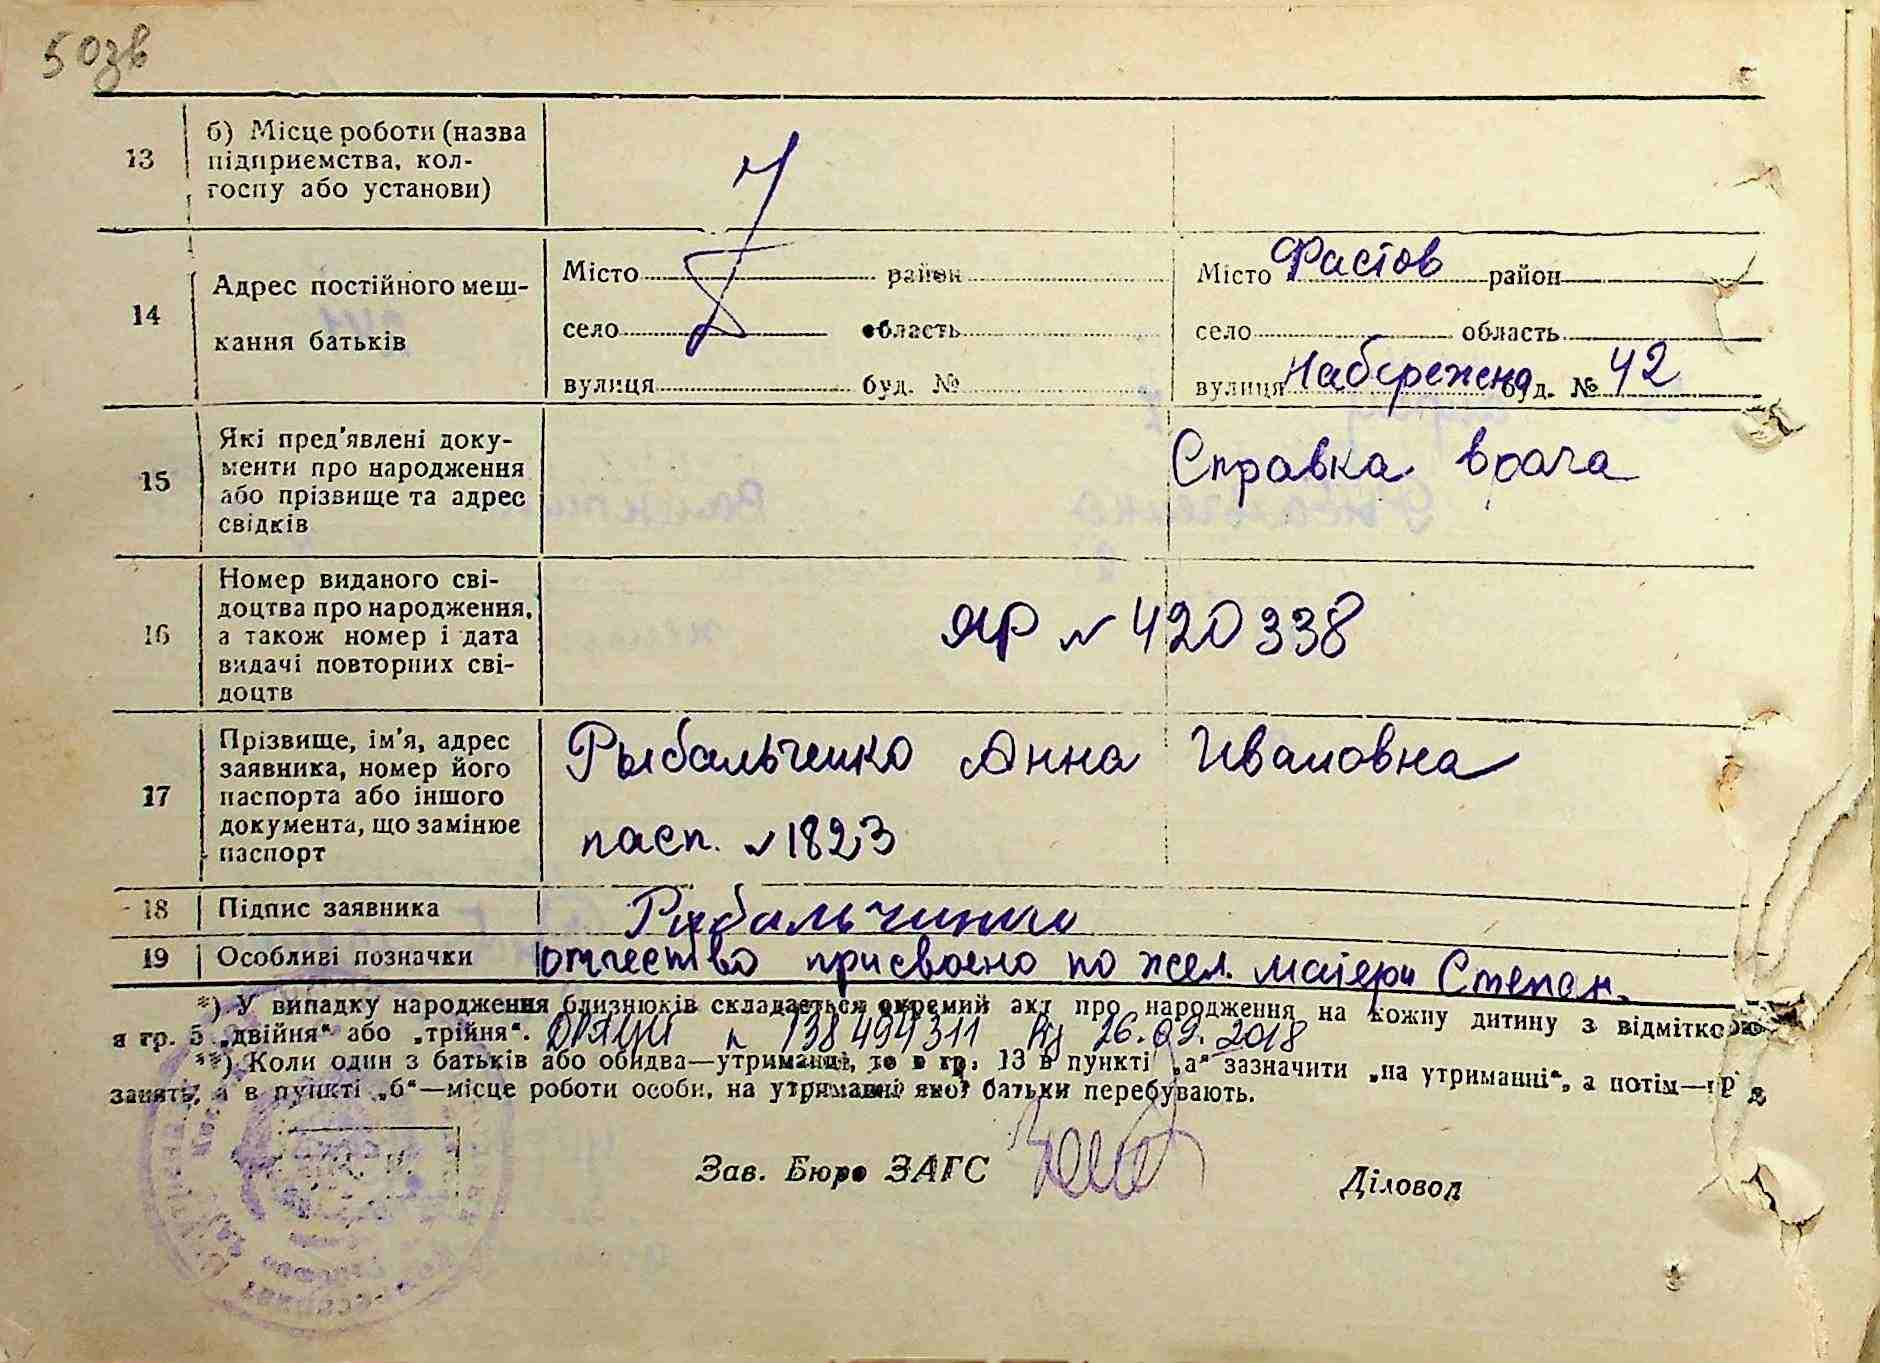 50зв
13
б) Місце роботи (назва
підприємства, кол-
госпу або установи)
14
Адрес постійного меш-
кання батьків
Місто район
село область
вулиця буд. №
Місто Фастов район
село область
вулиця Набережна буд. № 42
15
Які пред'явлені доку-
менти про народження
або прізвище та адрес
свідків
Справка врача
16
Номер виданого сві-
доцтва про народження,
а також номер і дата
видачі повторних сві-
доцтв
ЯР № 420338
17
Прізвище, ім'я, адрес
заявника, номер його
паспорта або іншого
документа, що замінює
паспорт
Рыбальченко Анна Ивановна
пасп. № 1823
18
Підпис заявника
Рибальчинко
19
Особливі позначки
отчество присвоено по жел. матери Степан.
*) У випадку народження близнюків складається окремий акт про народження на кожну дитину з відміткою
в гр. 5 „двійня“ або „трійня“.
№ 138494311 від 26.09.2018
**) Коли один з батьків або обидва—утриманці, то в гр. 13 в пункті „а“ зазначити „на утриманні“, а потім—рід
занять, а в пункті „б“—місце роботи особи, на утриманні якої батьки перебувають.
Зав. Бюро ЗАГС
Діловод